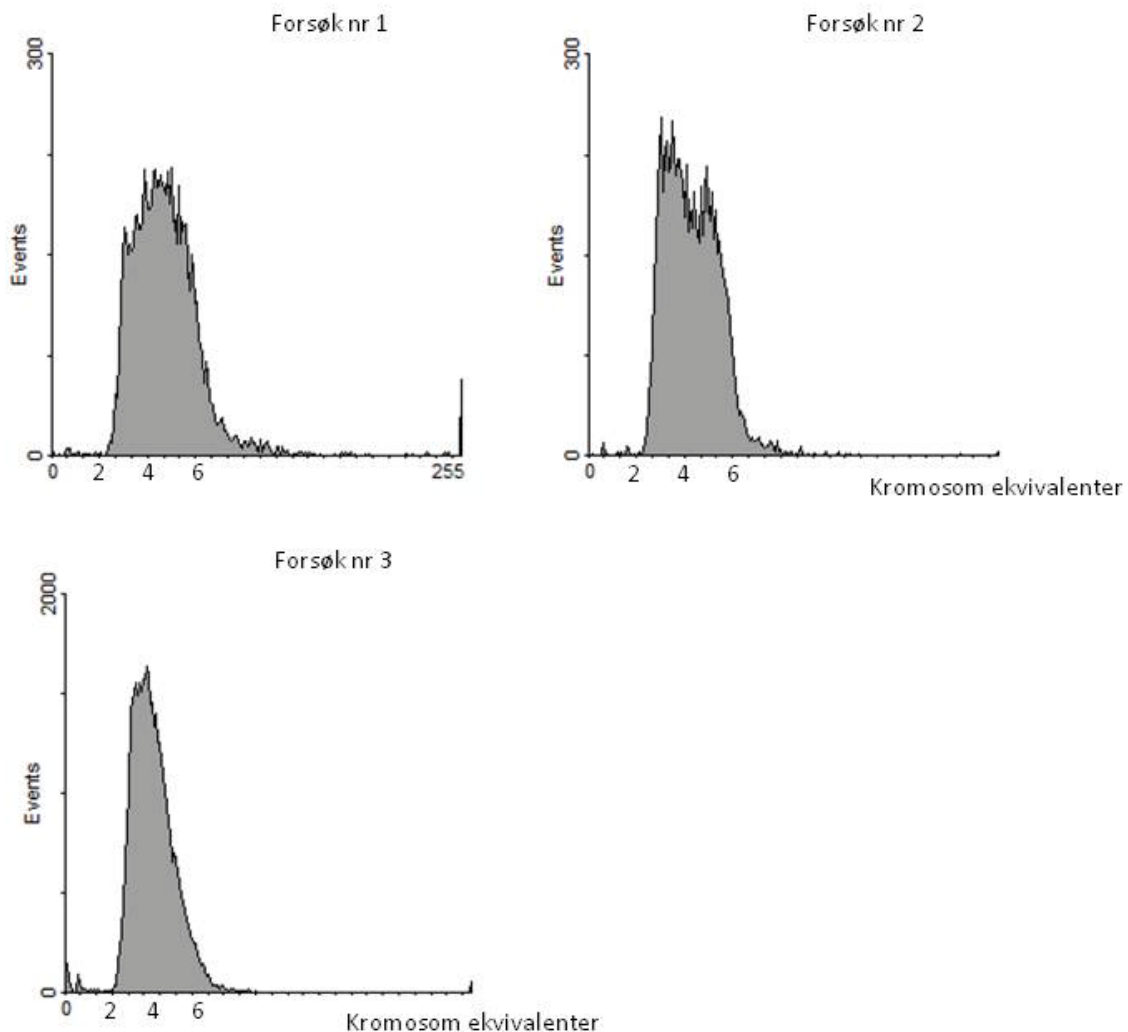 Forsøk nr 1
300
Events
0
0 2 4 6 255
Forsøk nr 2
300
Events
0
0 2 4 6
Kromosom ekvivalenter
Forsøk nr 3
2000
Events
0
0 2 4 6
Kromosom ekvivalenter